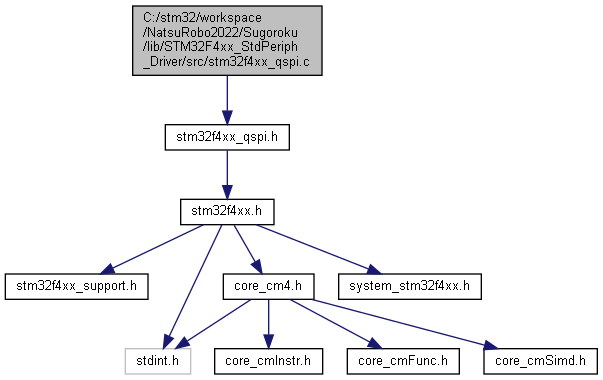 C:/stm32/workspace
/NatsuRobo2022/Sugoroku
/lib/STM32F4xx_StdPeriph
_Driver/src/stm32f4xx_qspi.c
stm32f4xx_qspi.h
stm32f4xx.h
stm32f4xx_support.h
core_cm4.h
system_stm32f4xx.h
stdint.h
core_cmInstr.h
core_cmFunc.h
core_cmSimd.h